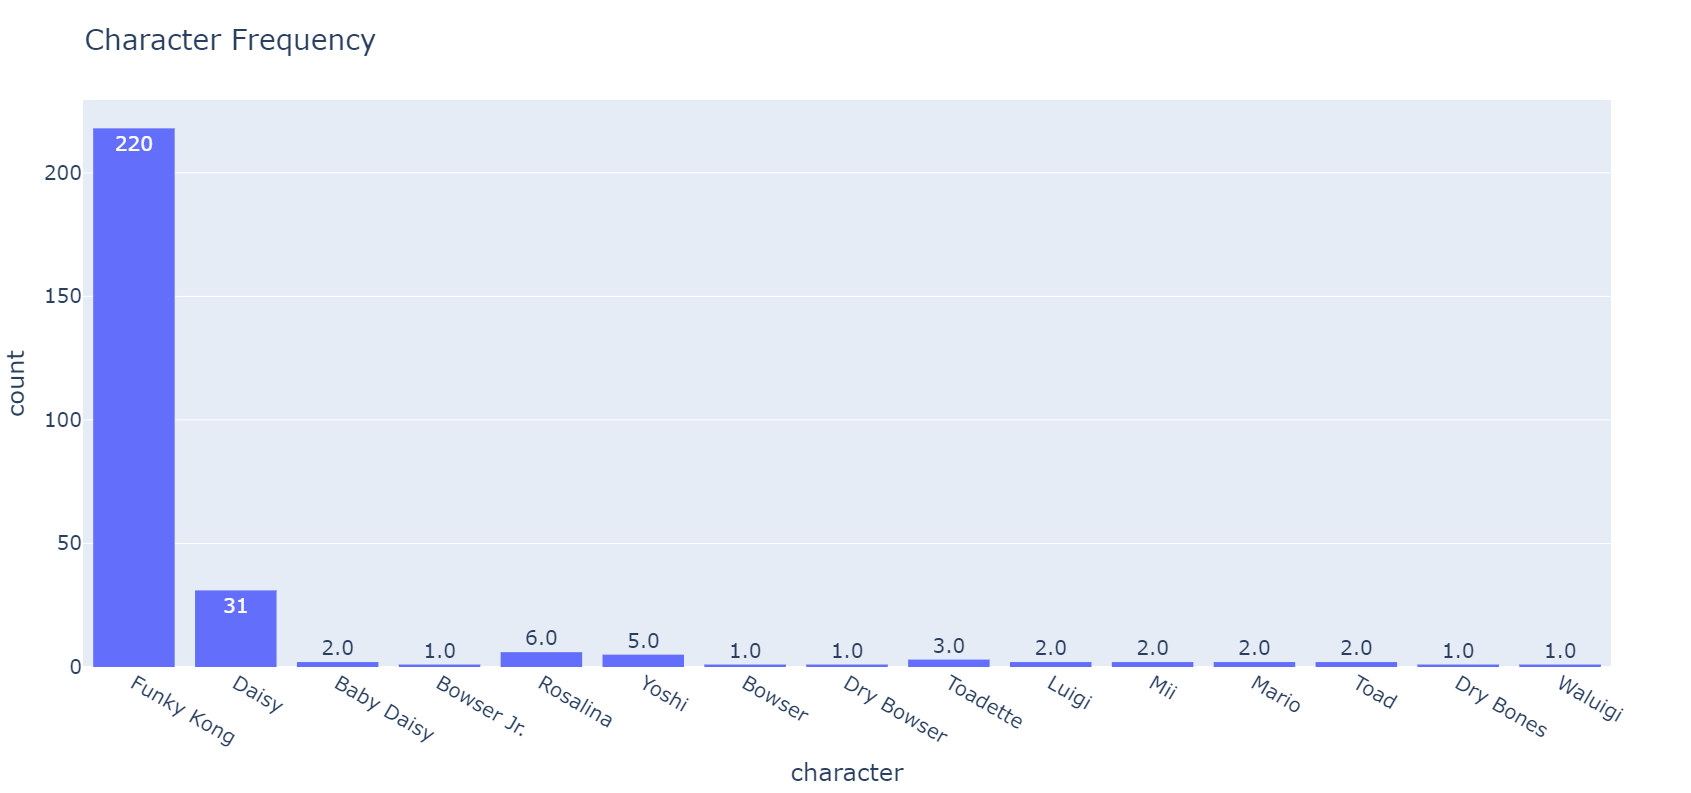 Character Frequency
count
200
150
100
50
0
220
31
2.0
1.0
6.0
5.0
1.0
1.0
3.0
2.0
2.0
2.0
2.0
1.0
1.0
Funky Kong
Daisy
Baby Daisy
Bowser Jr.
Rosalina
Yoshi
Bowser
Dry Bowser
Toadette
Luigi
Mii
Mario
Toad
Dry Bones
Waluigi
character